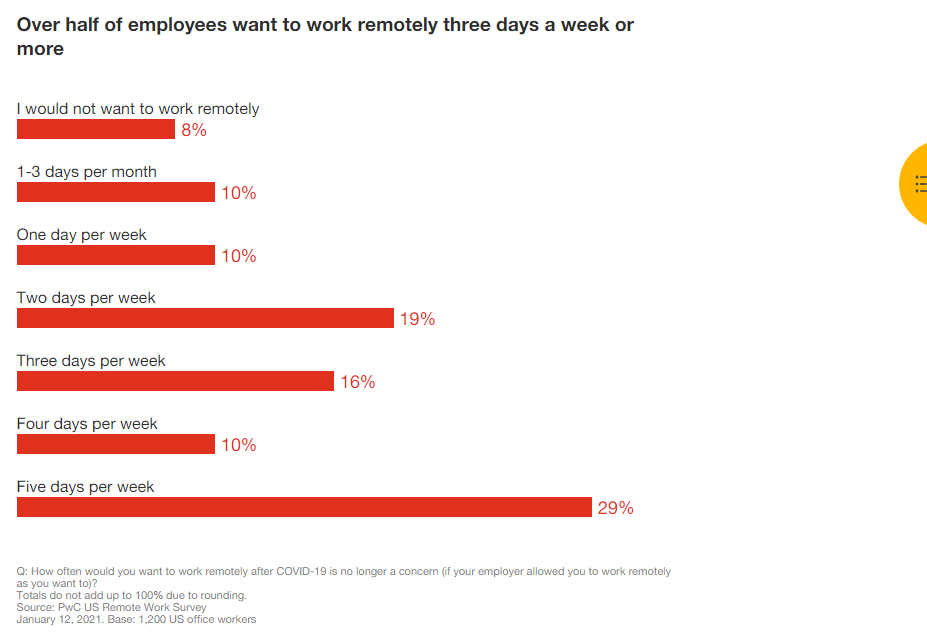 Over half of employees want to work remotely three days a week or
more
I would not want to work remotely
8%
1-3 days per month
10%
One day per week
10%
Two days per week
19%
Three days per week
16%
Four days per week
10%
Five days per week
29%
Q: How often would you want to work remotely after COVID-19 is no longer a concern (if your employer allowed you to work remotely
as you want to)?
Totals do not add up to 100% due to rounding.
Source: PwC US Remote Work Survey
January 12, 2021. Base: 1,200 US office workers